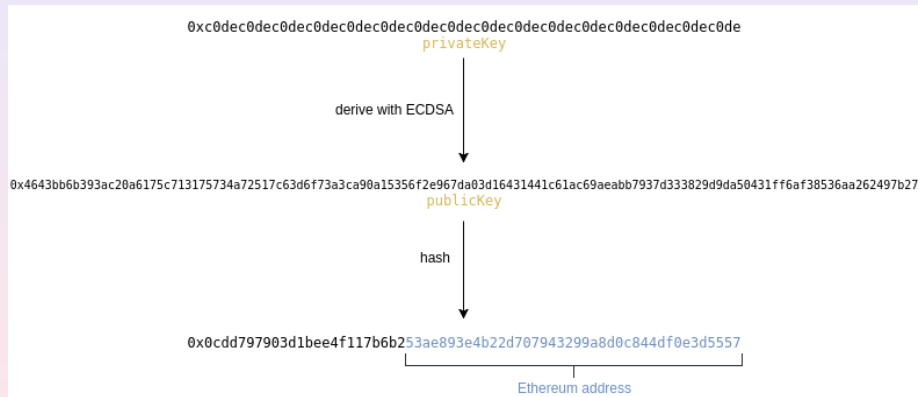 0xc0dec0dec0dec0dec0dec0dec0dec0dec0dec0dec0dec0dec0dec0dec0dec0de
privateKey
derive with ECDSA
0x4643bb6b393ac20a6175c713175734a72517c63d6f73a3ca90a15356f2e967da03d16431441c61ac69aeabb7937d333829d9da50431ff6af38536aa262497b27
publicKey
hash
0x0cdd797903d1bee4f117b6b253ae893e4b22d707943299a8d0c844df0e3d5557
Ethereum address